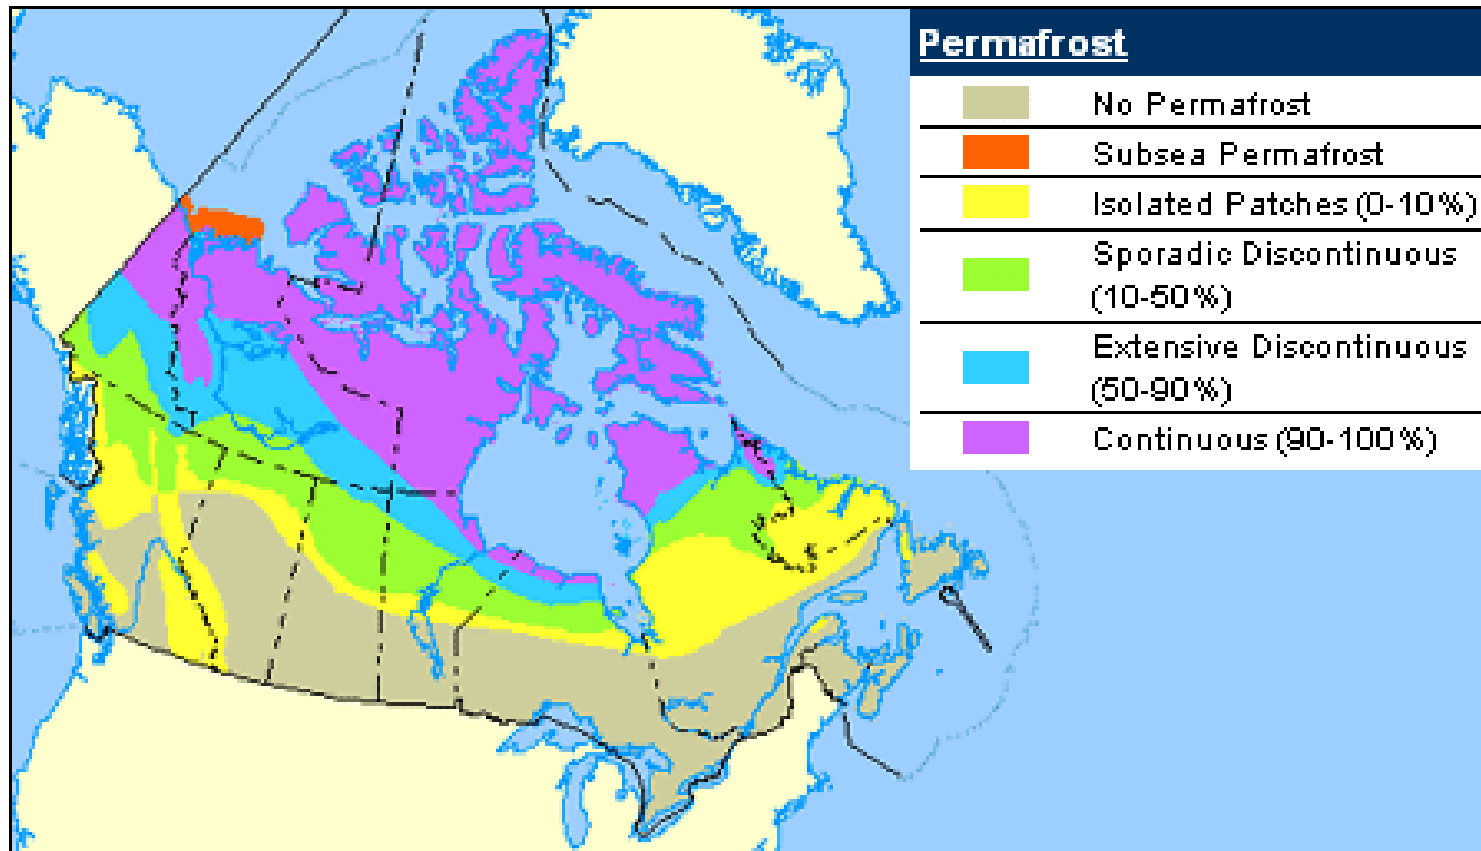 Permafrost
No Permafrost
Subsea Permafrost
Isolated Patches (0-10%)
Sporadic Discontinuous
(10-50%)
Extensive Discontinuous
(50-90%)
Continuous (90-100%)